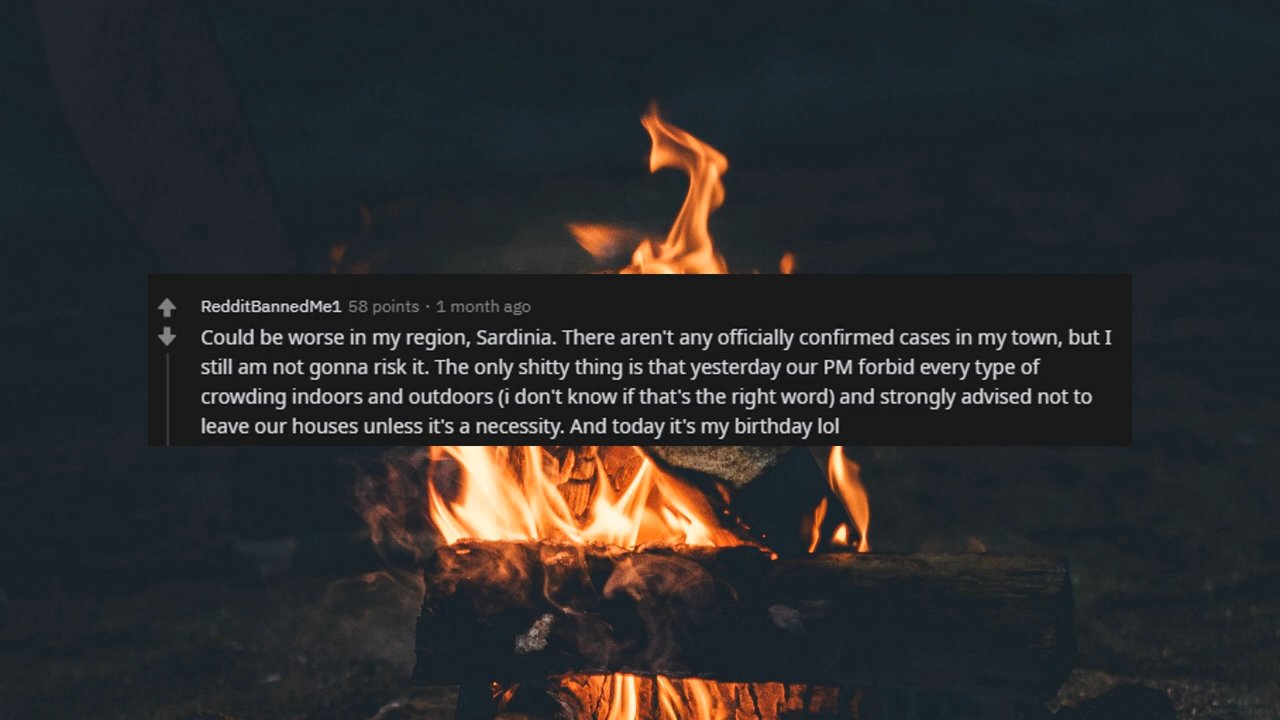 RedditBannedMe1 58 points · 1 month ago
Could be worse in my region, Sardinia. There aren't any officially confirmed cases in my town, but I
still am not gonna risk it. The only shitty thing is that yesterday our PM forbid every type of
crowding indoors and outdoors (i don't know if that's the right word) and strongly advised not to
leave our houses unless it's a necessity. And today it's my birthday lol